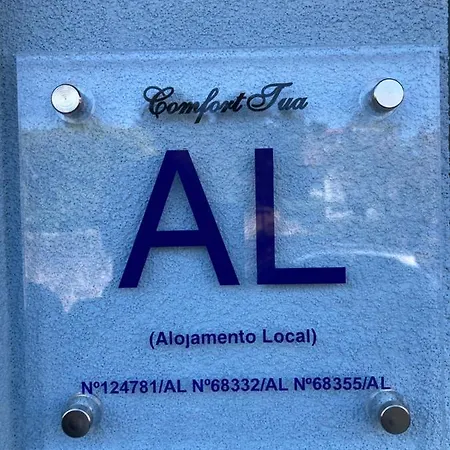 Comfort Tua
AL
(Alojamento Local)
Nº124781/AL Nº68332/AL Nº68355/AL